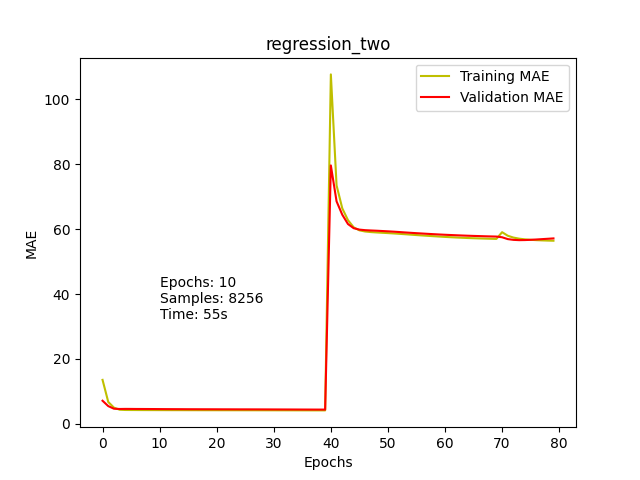 regression_two
Training MAE
Validation MAE
MAE
100
80
60
40
20
0
Epochs: 10
Samples: 8256
Time: 55s
0 10 20 30 40 50 60 70 80
Epochs